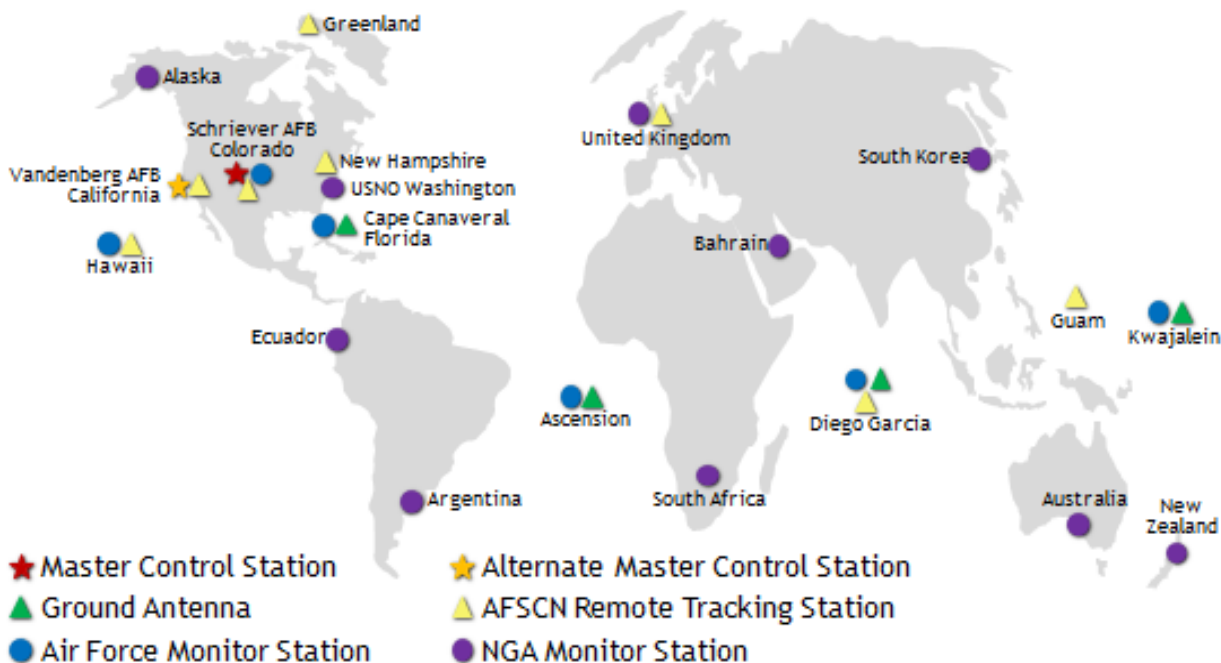 Greenland
Alaska
Schriever AFB
Colorado
United Kingdom
New Hampshire
South Korea
Vandenberg AFB
California
USNO Washington
Cape Canaveral
Florida
Bahrain
Hawaii
Guam
Kwajalein
Ecuador
Ascension
Diego Garcia
Argentina
South Africa
Australia
New
Zealand
Master Control Station
Alternate Master Control Station
Ground Antenna
AFSCN Remote Tracking Station
Air Force Monitor Station
NGA Monitor Station